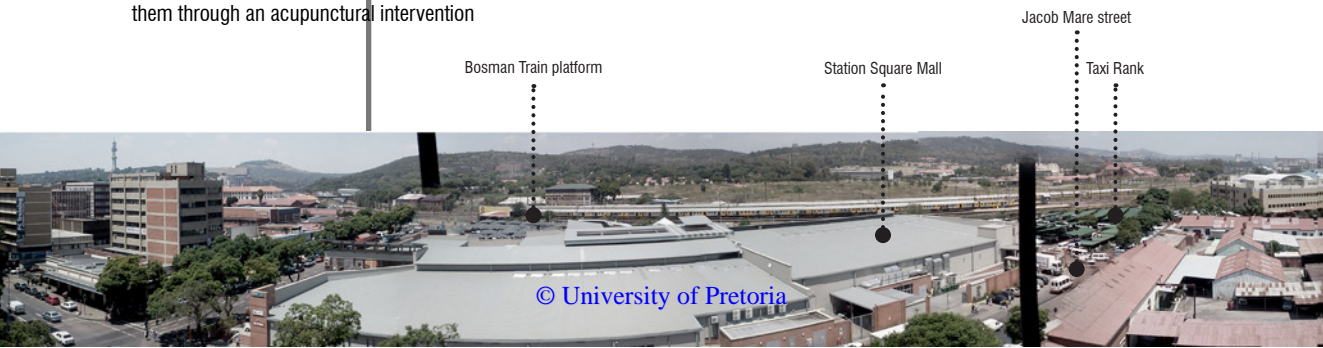 them through an acupunctural intervention
Jacob Mare street
Bosman Train platform
Station Square Mall
Taxi Rank
© University of Pretoria